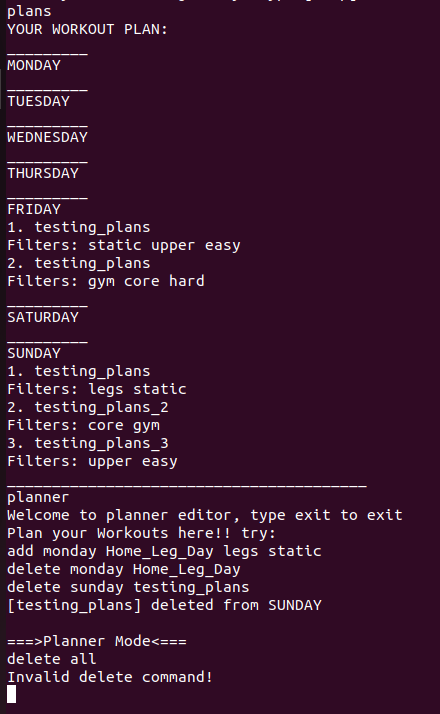 plans
YOUR WORKOUT PLAN:
_________
MONDAY
_________
TUESDAY
_________
WEDNESDAY
_________
THURSDAY
_________
FRIDAY
1. testing_plans
Filters: static upper easy
2. testing_plans
Filters: gym core hard
_________
SATURDAY
_________
SUNDAY
1. testing_plans
Filters: legs static
2. testing_plans_2
Filters: core gym
3. testing_plans_3
Filters: upper easy
________________________________________
planner
Welcome to planner editor, type exit to exit
Plan your Workouts here!! try:
add monday Home_Leg_Day legs static
delete monday Home_Leg_Day
delete sunday testing_plans
[testing_plans] deleted from SUNDAY
===>Planner Mode<===
delete all
Invalid delete command!